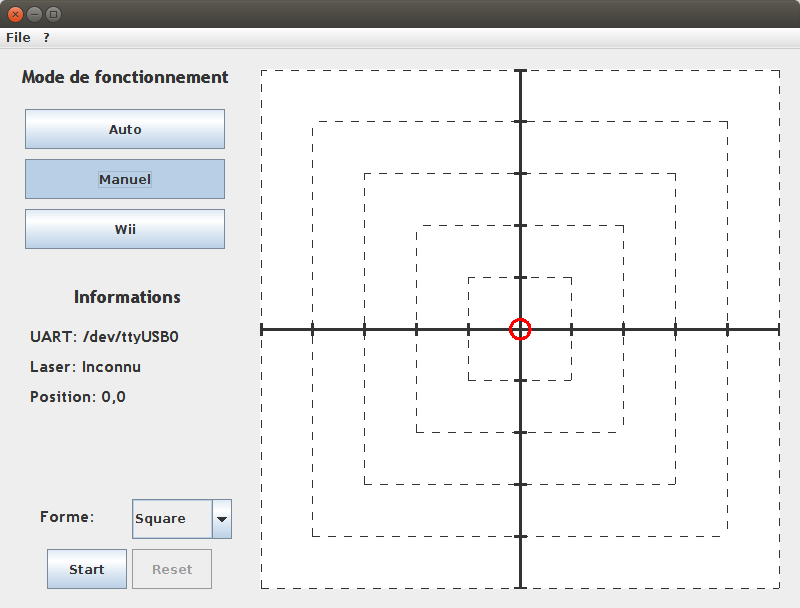 File ?
Mode de fonctionnement
Auto
Manuel
Wii
Informations
UART: /dev/ttyUSB0
Laser: Inconnu
Position: 0,0
Forme: Square
Start Reset